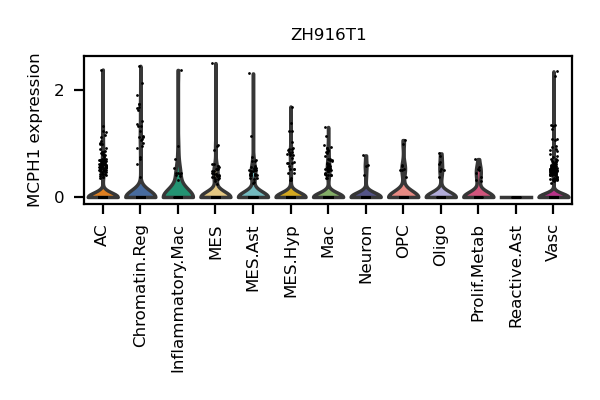 ZH916T1
MCPH1 expression
2
0
AC
Chromatin.Reg
Inflammatory.Mac
MES
MES.Ast
MES.Hyp
Mac
Neuron
OPC
Oligo
Prolif.Metab
Reactive.Ast
Vasc